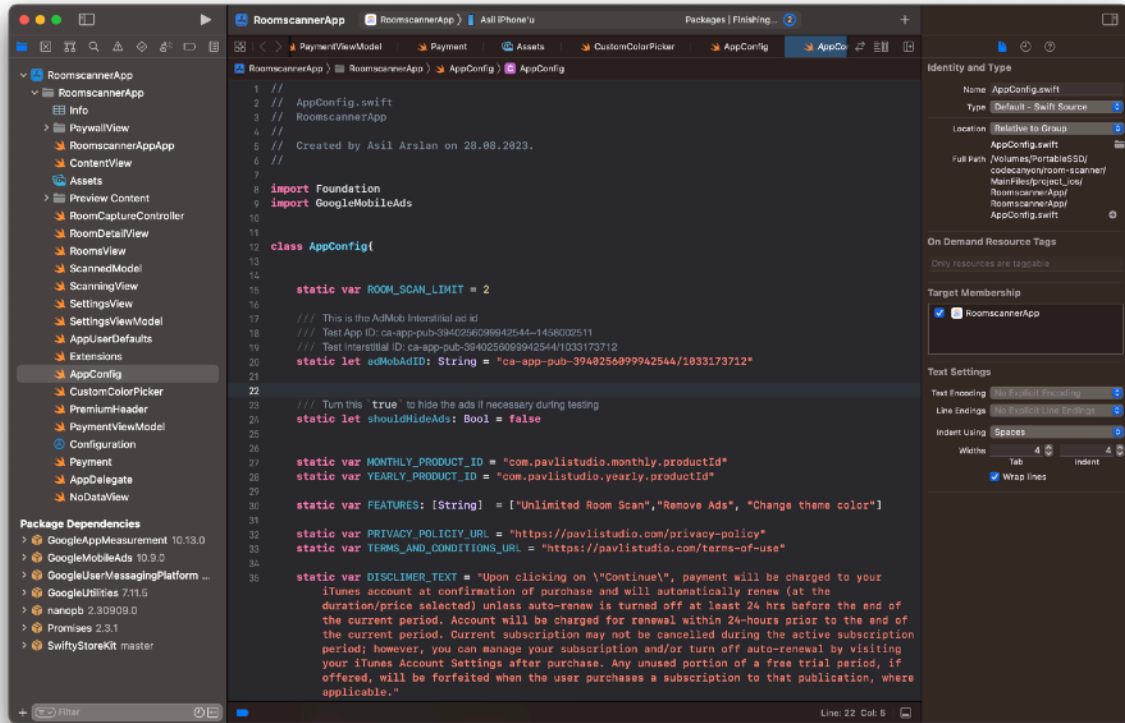 RoomscannerApp
RoomscannerApp
Asil iPhone'u
Packages | Finishing...
2
PaymentViewModel
Payment
Assets
CustomColorPicker
AppConfig
AppCo
RoomscannerApp
RoomscannerApp
AppConfig
AppConfig
RoomscannerApp
RoomscannerApp
Info
PaywallView
RoomscannerAppApp
ContentView
Assets
Preview Content
RoomCaptureController
RoomDetailView
RoomsView
ScannedModel
ScanningView
SettingsView
SettingsViewModel
AppUserDefaults
Extensions
AppConfig
CustomColorPicker
PremiumHeader
PaymentViewModel
Configuration
Payment
AppDelegate
NoDataView
Package Dependencies
GoogleAppMeasurement 10.13.0
GoogleMobileAds 10.9.0
GoogleUserMessagingPlatform ...
GoogleUtilities 7.11.5
nanopb 2.30909.0
Promises 2.3.1
SwiftyStoreKit master
Filter
1 //
2 // AppConfig.swift
3 // RoomscannerApp
4 //
5 // Created by Asil Arslan on 28.08.2023.
6 //
7
8 import Foundation
9 import GoogleMobileAds
10
11
12 class AppConfig{
13
14
15 static var ROOM_SCAN_LIMIT = 2
16
17 /// This is the AdMob Interstitial ad id
18 /// Test App ID: ca-app-pub-3940256099942544~1458002511
19 /// Test Interstitial ID: ca-app-pub-3940256099942544/1033173712
20 static let adMobAdID: String = "ca-app-pub-3940256099942544/1033173712"
21
22
23 /// Turn this `true` to hide the ads if necessary during testing
24 static let shouldHideAds: Bool = false
25
26
27 static var MONTHLY_PRODUCT_ID = "com.pavlistudio.monthly.productId"
28 static var YEARLY_PRODUCT_ID = "com.pavlistudio.yearly.productId"
29
30 static var FEATURES: [String] = ["Unlimited Room Scan","Remove Ads", "Change theme color"]
31
32 static var PRIVACY_POLICIY_URL = "https://pavlistudio.com/privacy-policy"
33 static var TERMS_AND_CONDITIONS_URL = "https://pavlistudio.com/terms-of-use"
34
35 static var DISCLIMER_TEXT = "Upon clicking on \"Continue\", payment will be charged to your
iTunes account at confirmation of purchase and will automatically renew (at the
duration/price selected) unless auto-renew is turned off at least 24 hrs before the end of
the current period. Account will be charged for renewal within 24-hours prior to the end of
the current period. Current subscription may not be cancelled during the active subscription
period; however, you can manage your subscription and/or turn off auto-renewal by visiting
your iTunes Account Settings after purchase. Any unused portion of a free trial period, if
offered, will be forfeited when the user purchases a subscription to that publication, where
applicable."
Line: 22 Col: 5
Identity and Type
Name AppConfig.swift
Type Default - Swift Source
Location Relative to Group
AppConfig.swift
Full Path /Volumes/PortableSSD/
codecanyon/room-scanner/
MainFiles/project_ios/
RoomscannerApp/
RoomscannerApp/
AppConfig.swift
On Demand Resource Tags
Only resources are taggable
Target Membership
RoomscannerApp
Text Settings
Text Encoding No Explicit Encoding
Line Endings No Explicit Line Endings
Indent Using Spaces
Widths 4 4
Tab Indent
Wrap lines